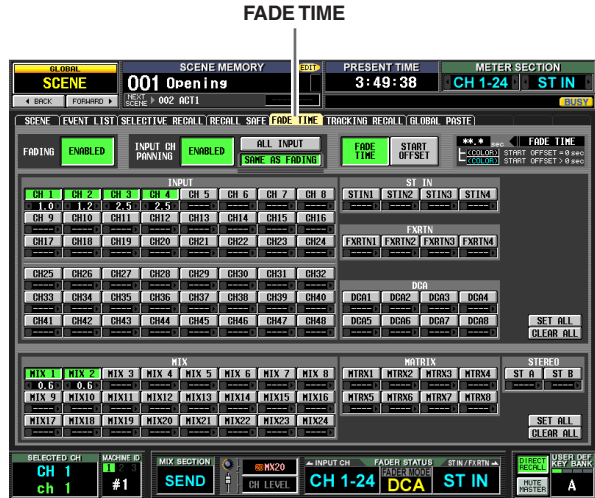 FADE TIME
GLOBAL SCENE MEMORY EDIT PRESENT TIME METER SECTION
SCENE 001 Opening 3:49:38 CH 1-24 ST IN
BACK FORWARD NEXT SCENE 002 ACT1 BUSY
SCENE EVENT LIST SELECTIVE RECALL RECALL SAFE FADE TIME TRACKING RECALL GLOBAL PASTE
FADING ENABLED INPUT CH PANNING ENABLED ALL INPUT SAME AS FADING FADE TIME START OFFSET **.* sec FADE TIME
(COLOR) START OFFSET = 0 sec
(COLOR) START OFFSET > 0 sec
INPUT ST IN
CH 1 CH 2 CH 3 CH 4 CH 5 CH 6 CH 7 CH 8 STIN1 STIN2 STIN3 STIN4
1.0 1.2 2.5 2.5 ---- ---- ---- ---- ---- ---- ---- ----
CH 9 CH10 CH11 CH12 CH13 CH14 CH15 CH16
---- ---- ---- ---- ---- ---- ---- ----
FXRTN
CH17 CH18 CH19 CH20 CH21 CH22 CH23 CH24 FXRTN1 FXRTN2 FXRTN3 FXRTN4
---- ---- ---- ---- ---- ---- ---- ---- ---- ---- ---- ----
CH25 CH26 CH27 CH28 CH29 CH30 CH31 CH32
---- ---- ---- ---- ---- ---- ---- ----
DCA
CH33 CH34 CH35 CH36 CH37 CH38 CH39 CH40 DCA1 DCA2 DCA3 DCA4
---- ---- ---- ---- ---- ---- ---- ---- ---- ---- ---- ----
CH41 CH42 CH43 CH44 CH45 CH46 CH47 CH48 DCA5 DCA6 DCA7 DCA8 SET ALL
---- ---- ---- ---- ---- ---- ---- ---- ---- ---- ---- ---- CLEAR ALL
MIX MATRIX STEREO
MIX 1 MIX 2 MIX 3 MIX 4 MIX 5 MIX 6 MIX 7 MIX 8 MTRX1 MTRX2 MTRX3 MTRX4 ST A ST B
0.6 0.6 ---- ---- ---- ---- ---- ---- ---- ---- ---- ---- ---- ----
MIX 9 MIX10 MIX11 MIX12 MIX13 MIX14 MIX15 MIX16 MTRX5 MTRX6 MTRX7 MTRX8
---- ---- ---- ---- ---- ---- ---- ---- ---- ---- ---- ----
MIX17 MIX18 MIX19 MIX20 MIX21 MIX22 MIX23 MIX24 SET ALL
---- ---- ---- ---- ---- ---- ---- ---- CLEAR ALL
SELECTED CH MACHINE ID MIX SECTION MIX20 INPUT CH FADER STATUS ST IN/FXRTN DIRECT RECALL USER DEF KEY BANK
CH 1 1 2 3 SEND CH LEVEL CH 1-24 FADER MODE ST IN
ch 1 #1 DCA MUTE MASTER A